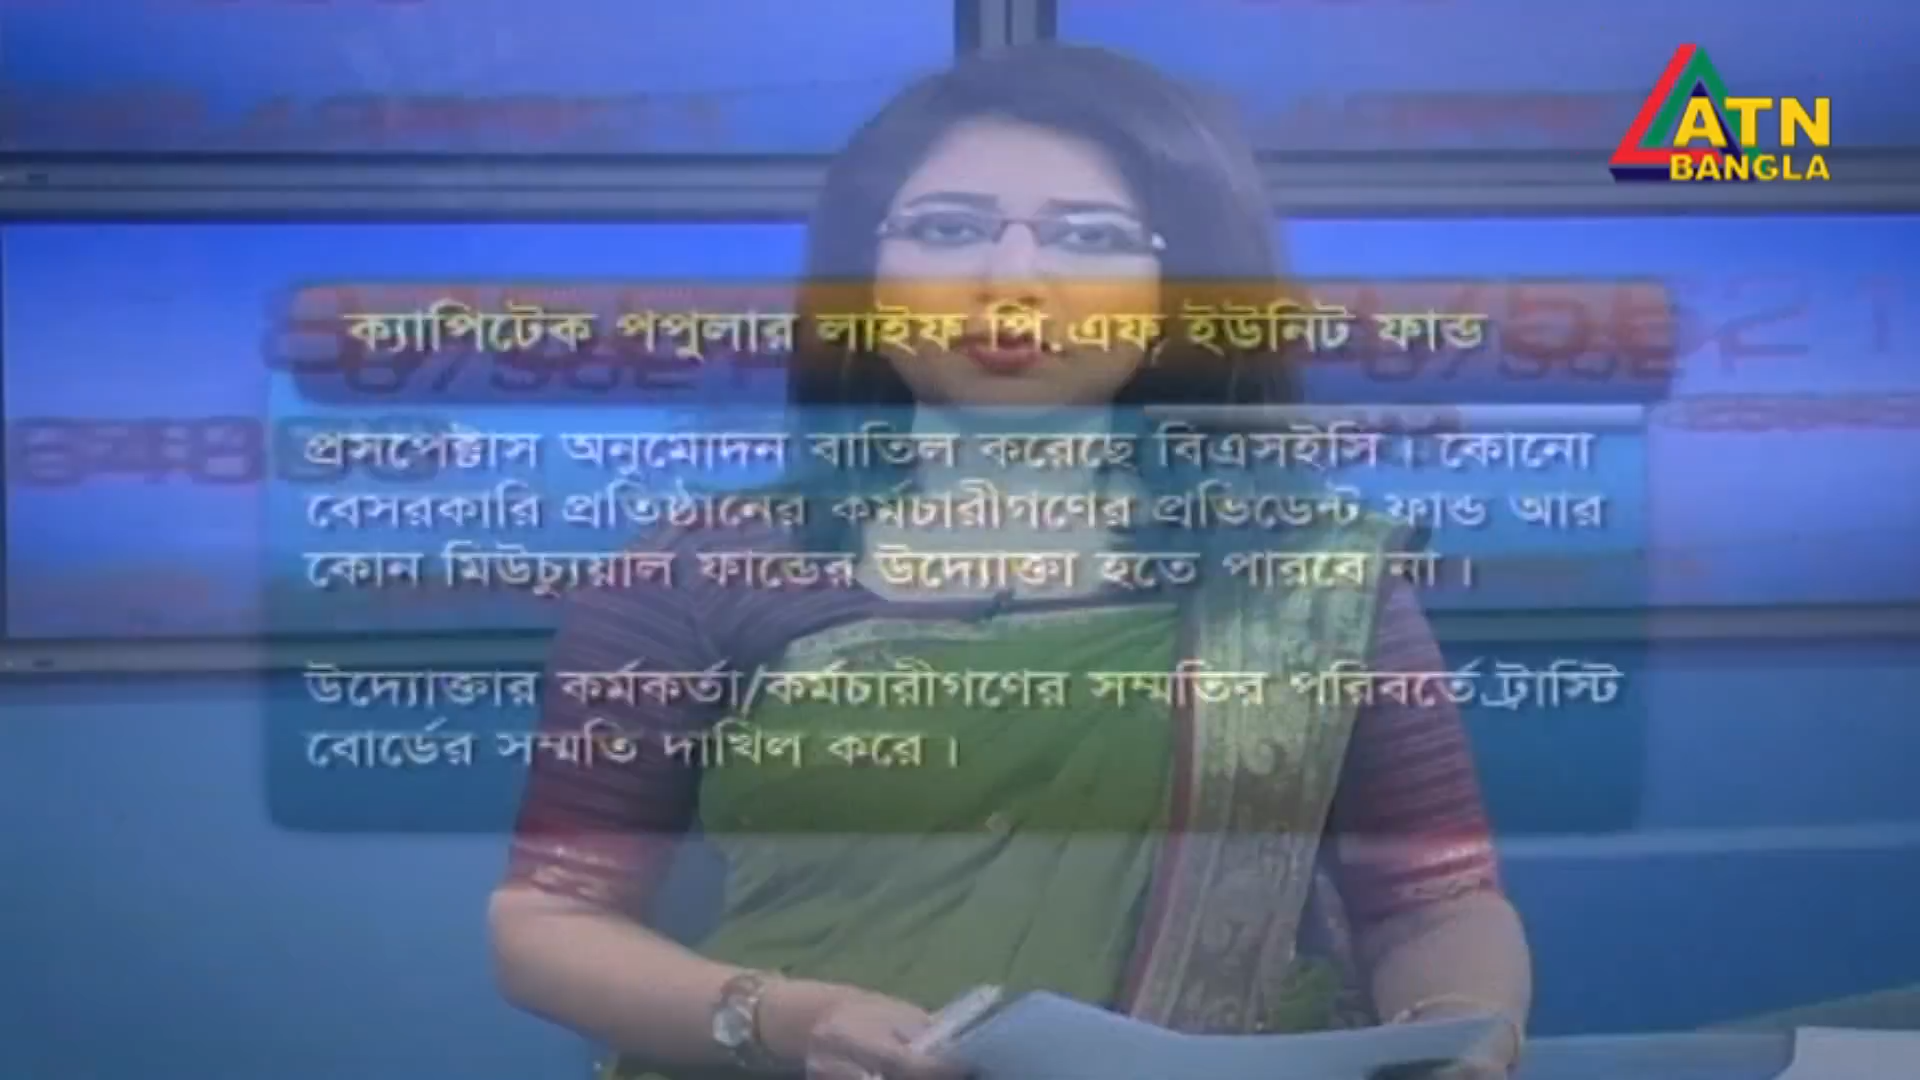 ATN
BANGLA
ক্যাপিটেক পপুলার লাইফ পি.এফ. ইউনিট ফান্ড
প্রসপেক্টাস অনুমোদন বাতিল করেছে বিএসইসি। কোনো
বেসরকারি প্রতিষ্ঠানের কর্মচারীগণের প্রভিডেন্ট ফান্ড আর
কোন মিউচ্যুয়াল ফান্ডের উদ্যোক্তা হতে পারবে না।
উদ্যোক্তার কর্মকর্তা/কর্মচারীগণের সম্মতির পরিবর্তে ট্রাস্টি
বোর্ডের সম্মতি দাখিল করে।